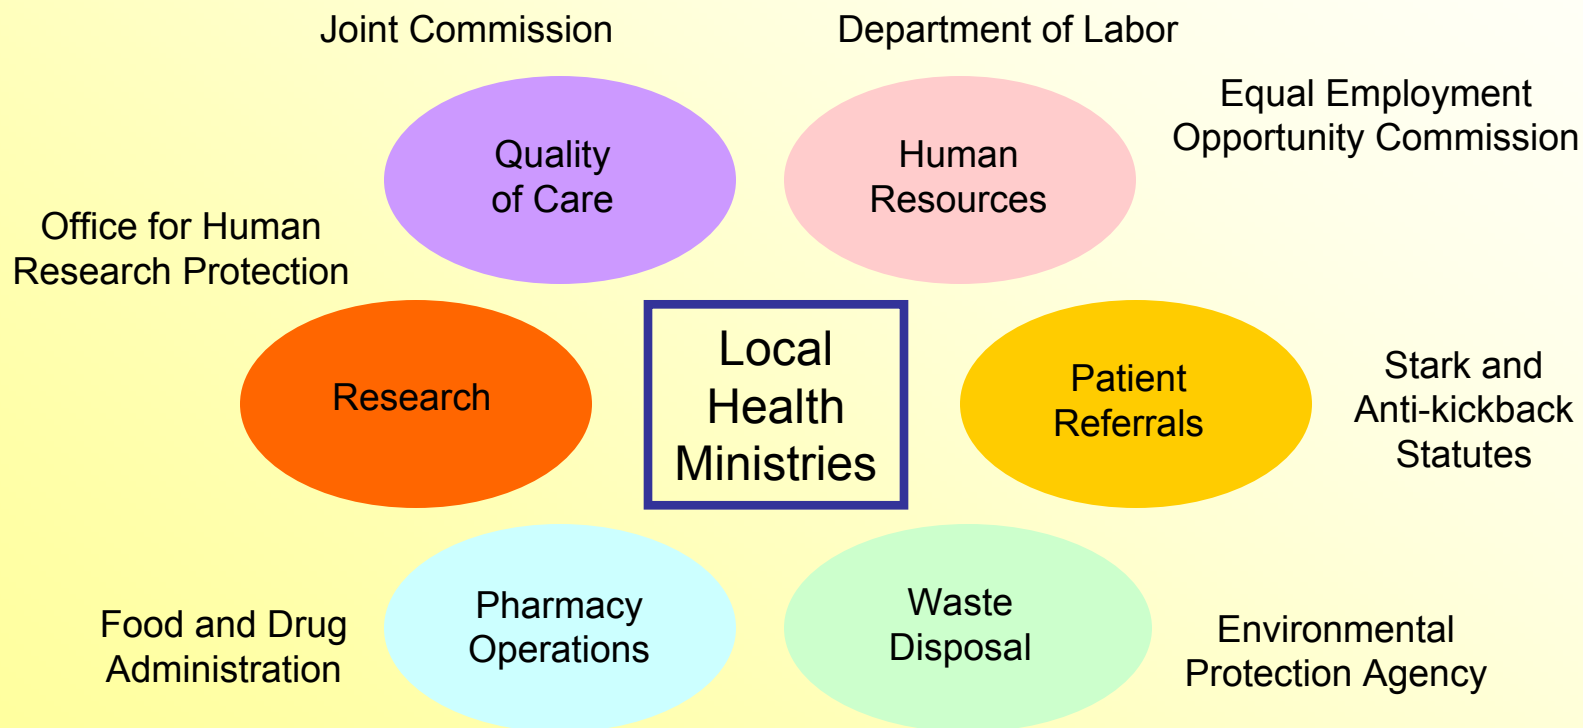 Joint Commission
Department of Labor
Equal Employment
Opportunity Commission
Quality
of Care
Human
Resources
Office for Human
Research Protection
Local
Health
Ministries
Research
Patient
Referrals
Stark and
Anti-kickback
Statutes
Pharmacy
Operations
Waste
Disposal
Food and Drug
Administration
Environmental
Protection Agency